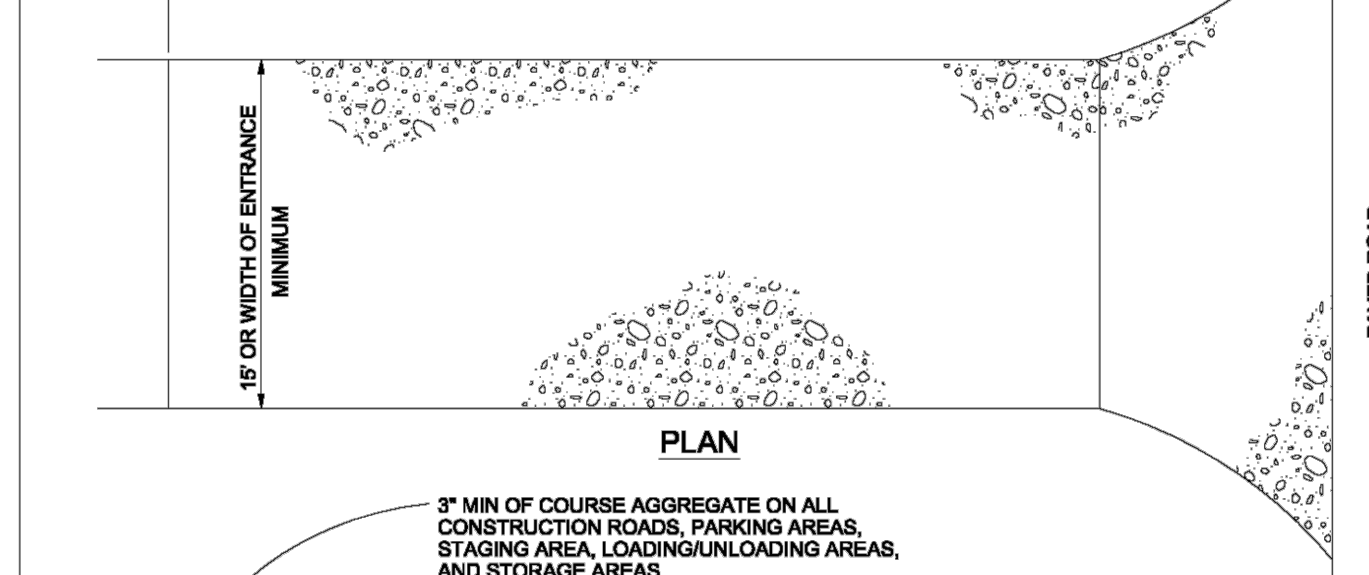 15' OR WIDTH OF ENTRANCE
MINIMUM
PLAN
3" MIN OF COURSE AGGREGATE ON ALL
CONSTRUCTION ROADS, PARKING AREAS,
STAGING AREA, LOADING/UNLOADING AREAS,
AND STORAGE AREAS